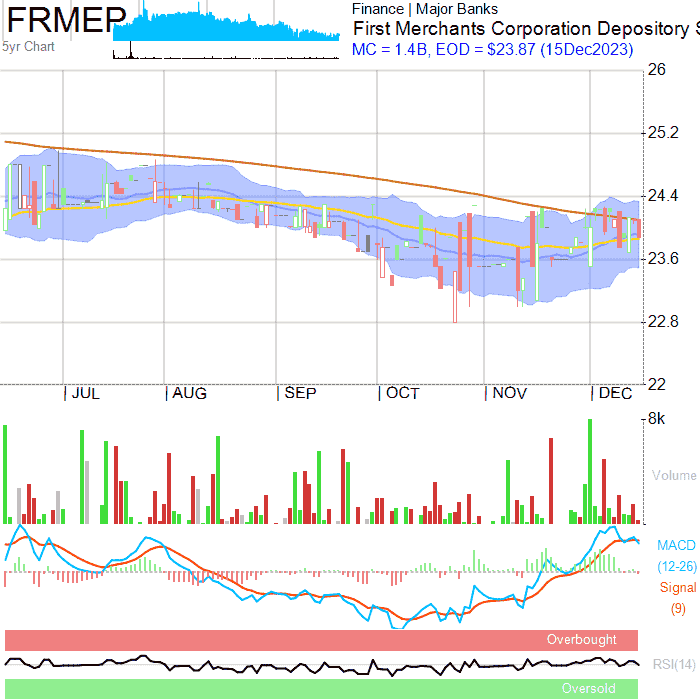 FRMEP
5yr Chart
Finance | Major Banks
First Merchants Corporation Depository S
MC = 1.4B, EOD = $23.87 (15Dec2023)
26
25.2
24.4
23.6
22.8
22
JUL AUG SEP OCT NOV DEC
8k
Volume
MACD
(12-26)
Signal
(9)
Overbought
RSI(14)
Oversold